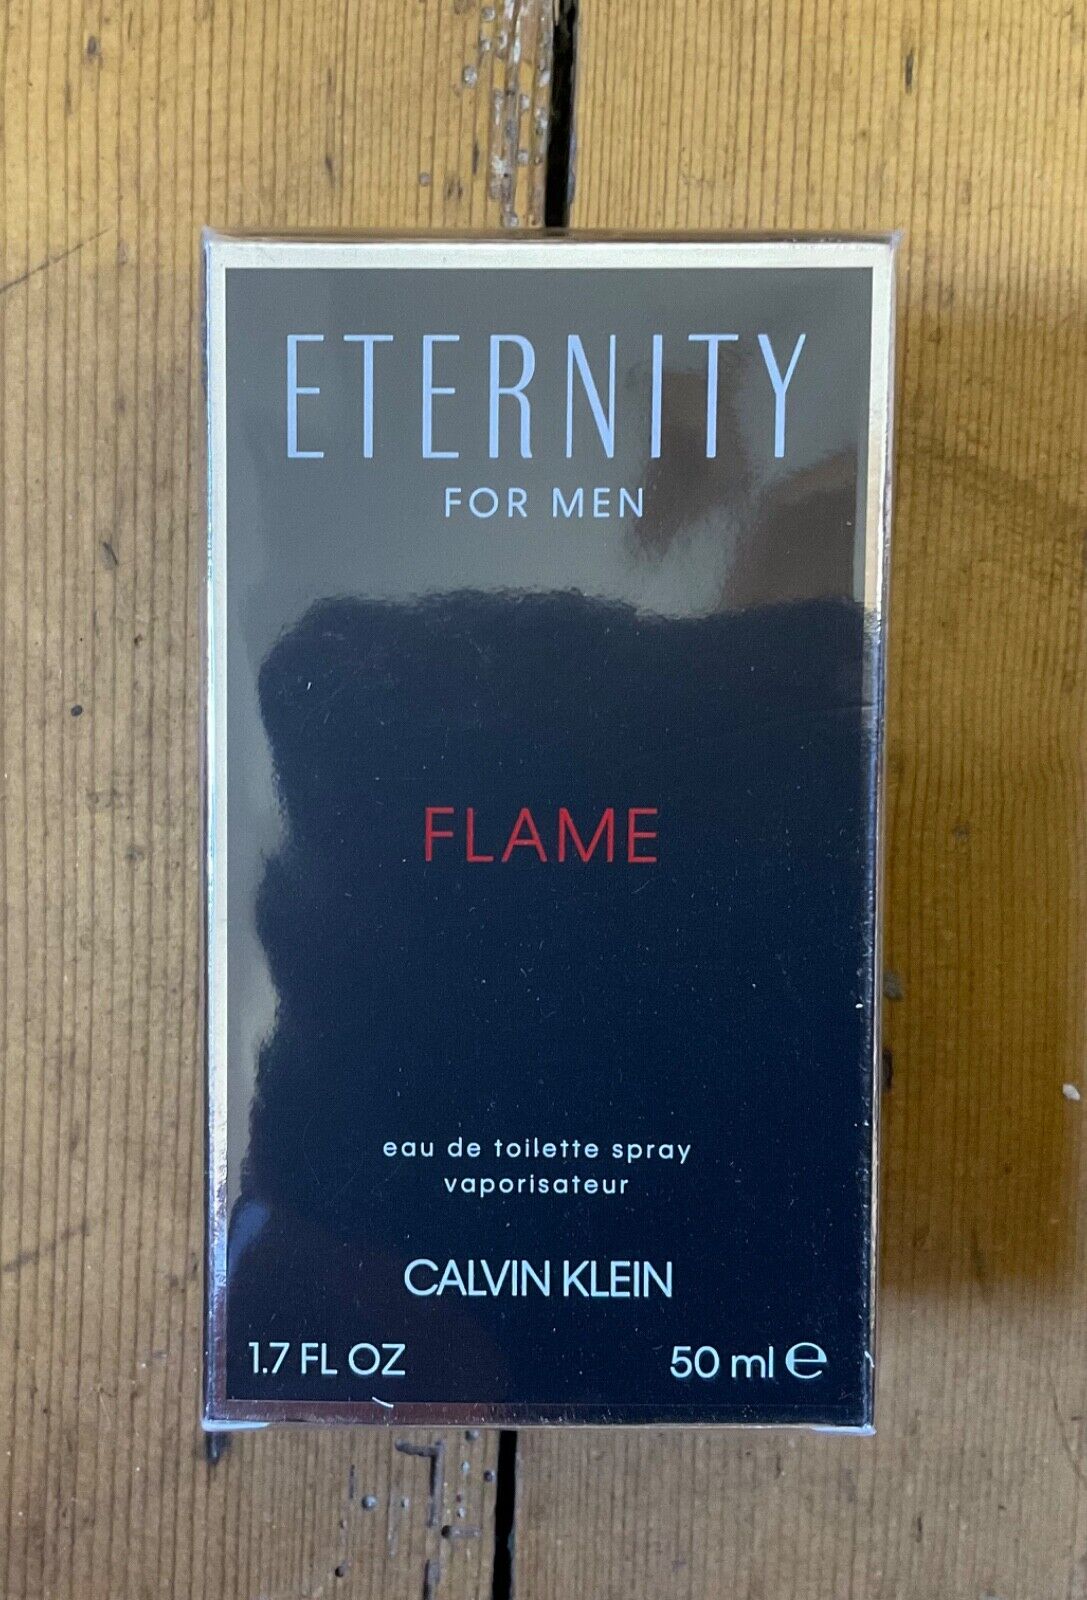 ETERNITY
FOR MEN
FLAME
eau de toilette spray
vaporisateur
CALVIN KLEIN
1.7 FL OZ 50 ml ℮